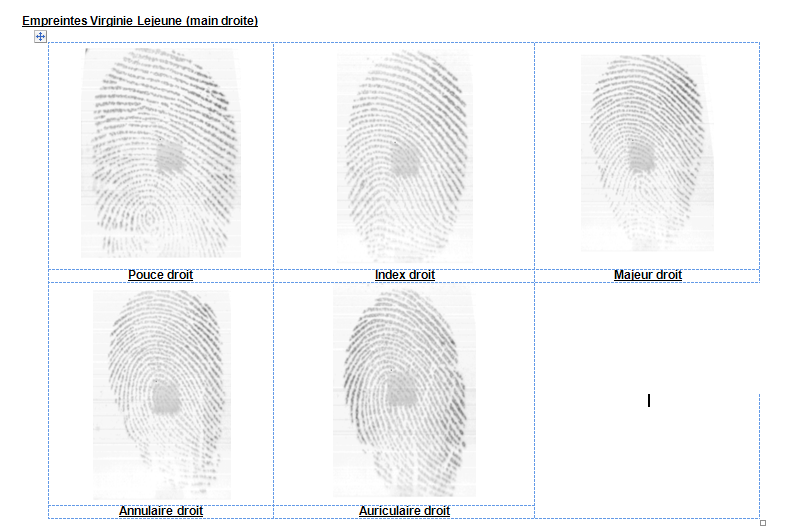 Empreintes Virginie Lejeune (main droite)
Pouce droit
Index droit
Majeur droit
Annulaire droit
Auriculaire droit